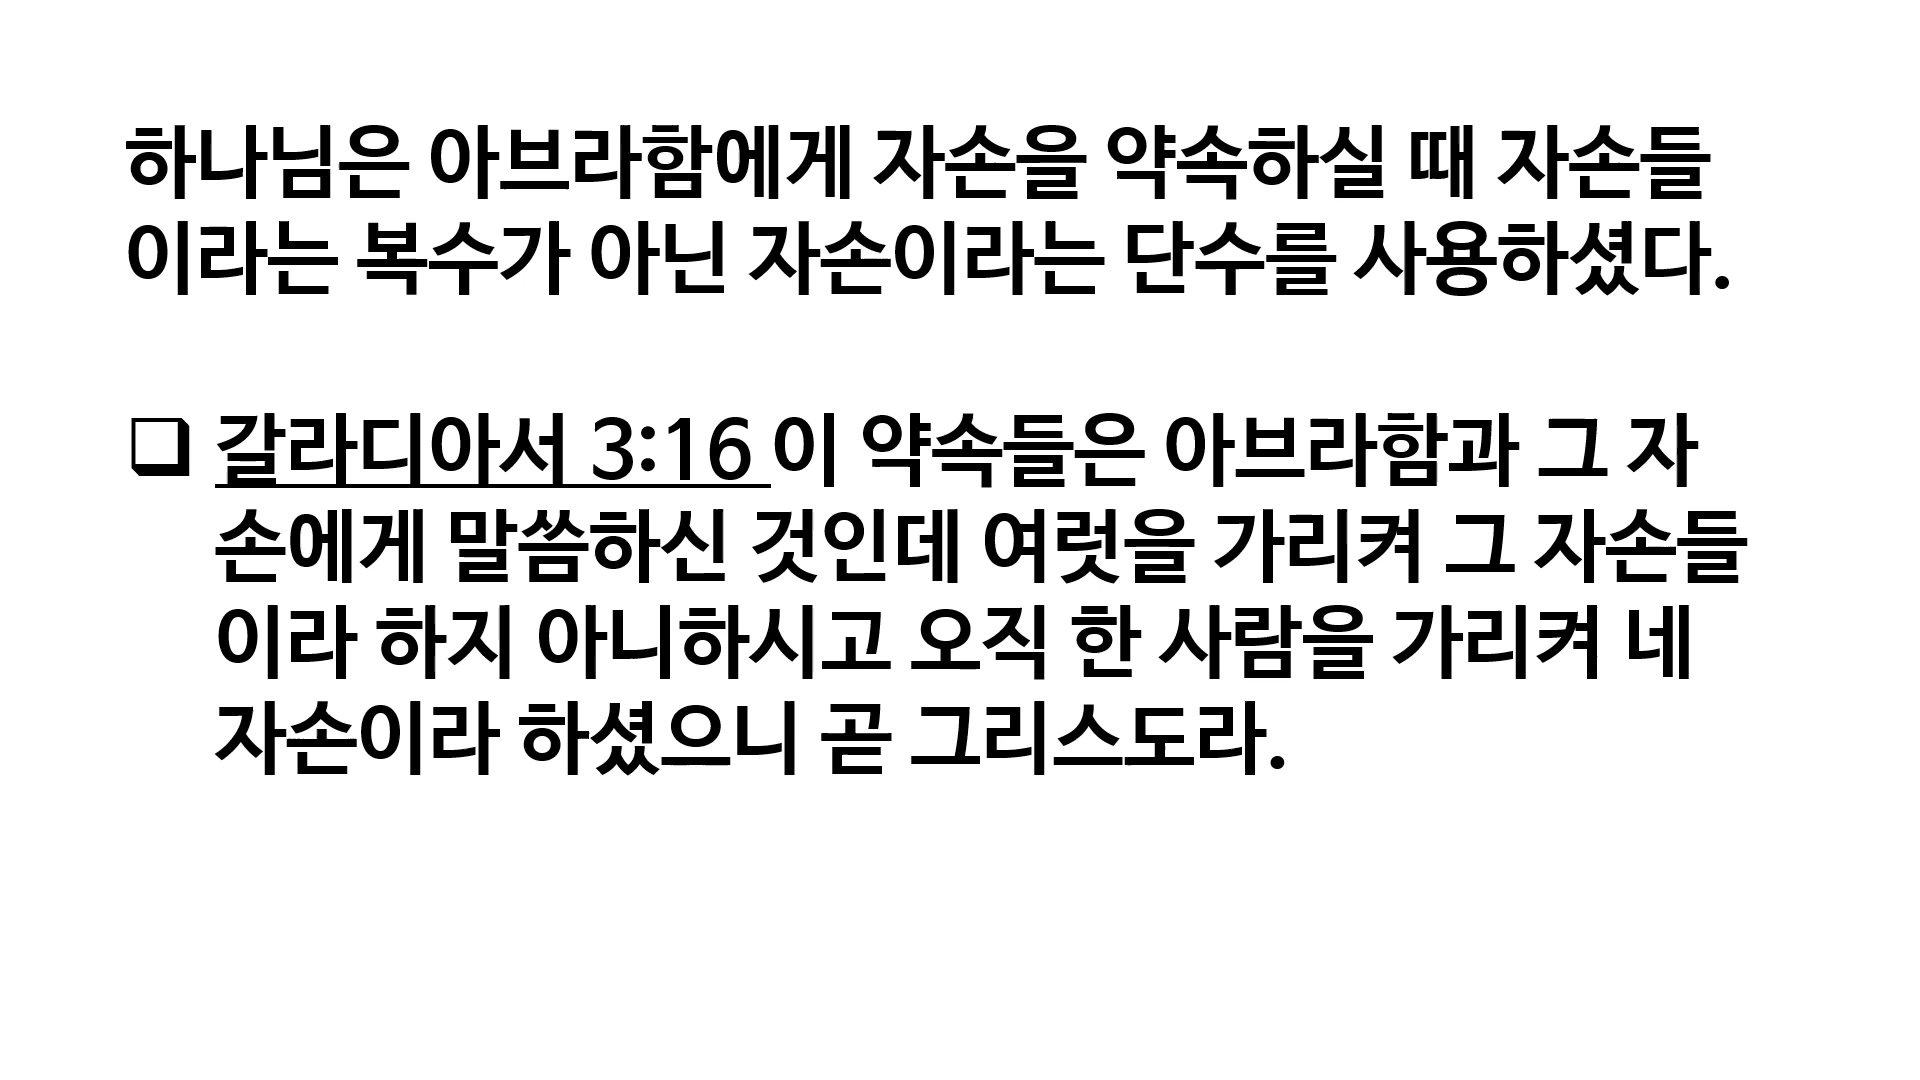 하나님은 아브라함에게 자손을 약속하실 때 자손들
이라는 복수가 아닌 자손이라는 단수를 사용하셨다.
❑ 갈라디아서 3:16 이 약속들은 아브라함과 그 자
손에게 말씀하신 것인데 여럿을 가리켜 그 자손들
이라 하지 아니하시고 오직 한 사람을 가리켜 네
자손이라 하셨으니 곧 그리스도라.